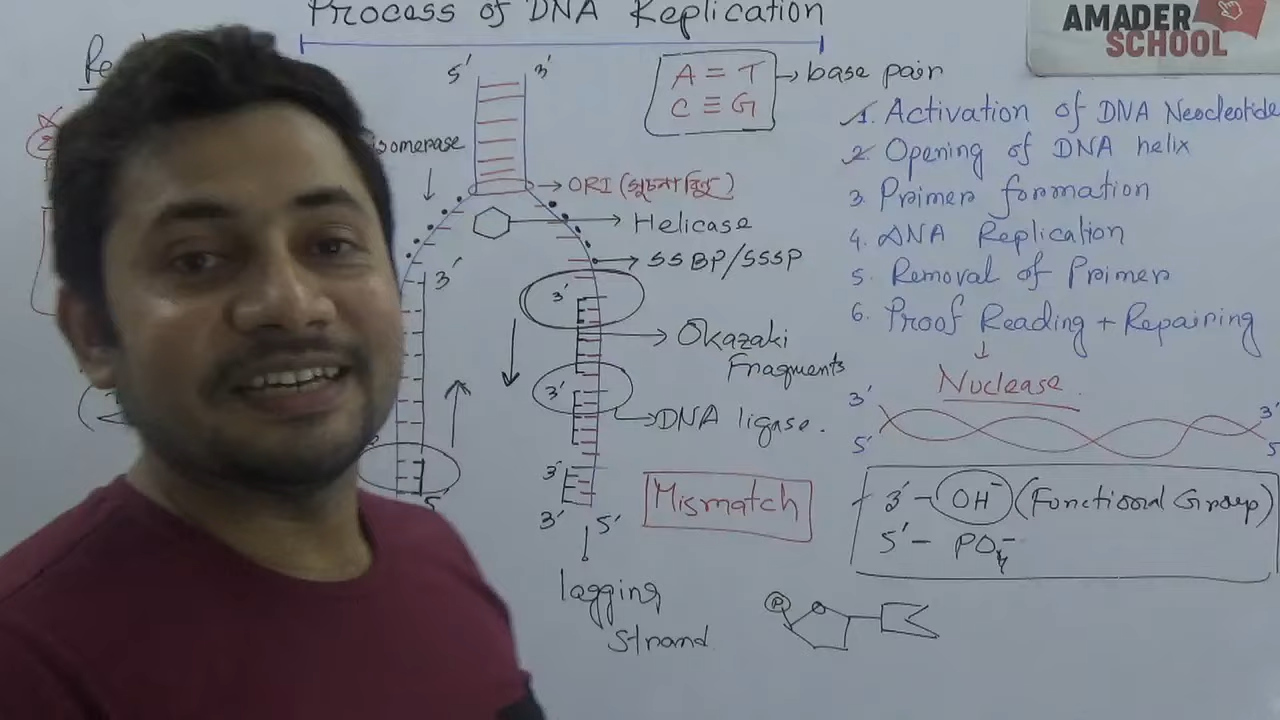 Process of DNA Replication
AMADER
SCHOOL
5' 3'
A = T → base pair
C ≡ G
isomerase
→ ORI (সূচনা বিন্দু)
→ Helicase
→ SSBP/SSSP
3'
3'
→ Okazaki
Fragments
3'
→ DNA ligase.
3'
3' 5'
5'
lagging
strand
Mismatch
1. Activation of DNA Neocleotide
2. Opening of DNA helix
3. Primer formation
4. DNA Replication
5. Removal of Primer
6. Proof Reading + Repairing
Nuclease.
3' 3'
5' 5'
3' - OH⁻ (Functional Group)
5' - PO₄⁻
P